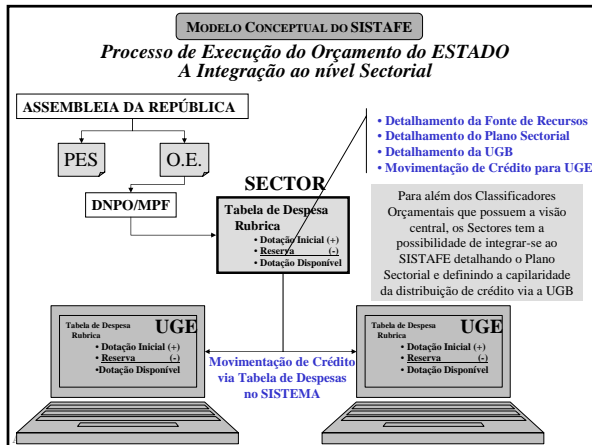 MODELO CONCEPTUAL DO SISTAFE
Processo de Execução do Orçamento do ESTADO
A Integração ao nível Sectorial
ASSEMBLEIA DA REPÚBLICA
PES
O.E.
DNPO/MPF
SECTOR
Tabela de Despesa
Rubrica
• Dotação Inicial (+)
• Reserva (-)
• Dotação Disponível
• Detalhamento da Fonte de Recursos
• Detalhamento do Plano Sectorial
• Detalhamento da UGB
• Movimentação de Crédito para UGE
Para além dos Classificadores
Orçamentais que possuem a visão
central, os Sectores tem a
possibilidade de integrar-se ao
SISTAFE detalhando o Plano
Sectorial e definindo a capilaridade
da distribuição de crédito via a UGB
Tabela de Despesa UGE
Rubrica
• Dotação Inicial (+)
• Reserva (-)
•Dotação Disponível
Movimentação de Crédito
via Tabela de Despesas
no SISTEMA
Tabela de Despesa UGE
Rubrica
• Dotação Inicial (+)
• Reserva (-)
•Dotação Disponível